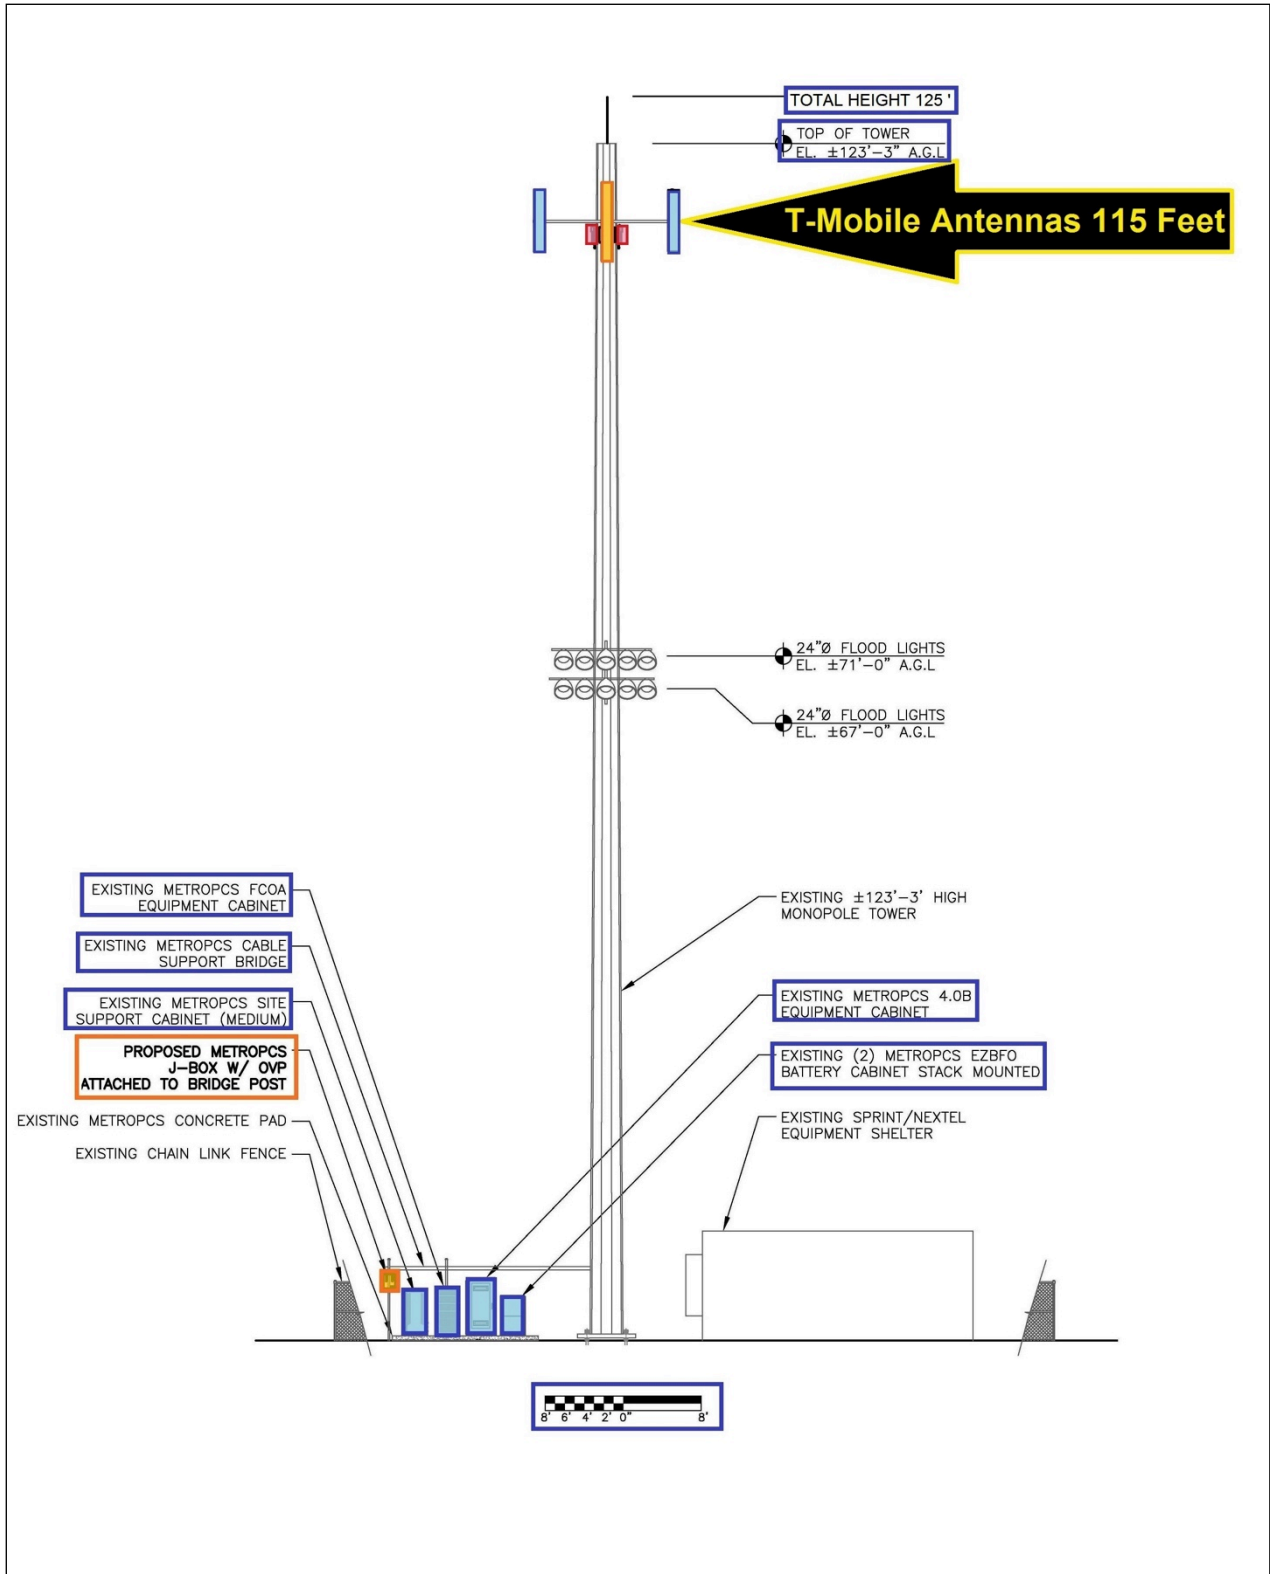 TOTAL HEIGHT 125 '
TOP OF TOWER
EL. ±123'-3" A.G.L
T-Mobile Antennas 115 Feet
24"Ø FLOOD LIGHTS
EL. ±71'-0" A.G.L
24"Ø FLOOD LIGHTS
EL. ±67'-0" A.G.L
EXISTING METROPCS FCOA
EQUIPMENT CABINET
EXISTING METROPCS CABLE
SUPPORT BRIDGE
EXISTING METROPCS SITE
SUPPORT CABINET (MEDIUM)
PROPOSED METROPCS
J-BOX W/ OVP
ATTACHED TO BRIDGE POST
EXISTING METROPCS CONCRETE PAD
EXISTING CHAIN LINK FENCE
EXISTING ±123'-3' HIGH
MONOPOLE TOWER
EXISTING METROPCS 4.0B
EQUIPMENT CABINET
EXISTING (2) METROPCS EZBFO
BATTERY CABINET STACK MOUNTED
EXISTING SPRINT/NEXTEL
EQUIPMENT SHELTER
8' 6' 4' 2' 0" 8'